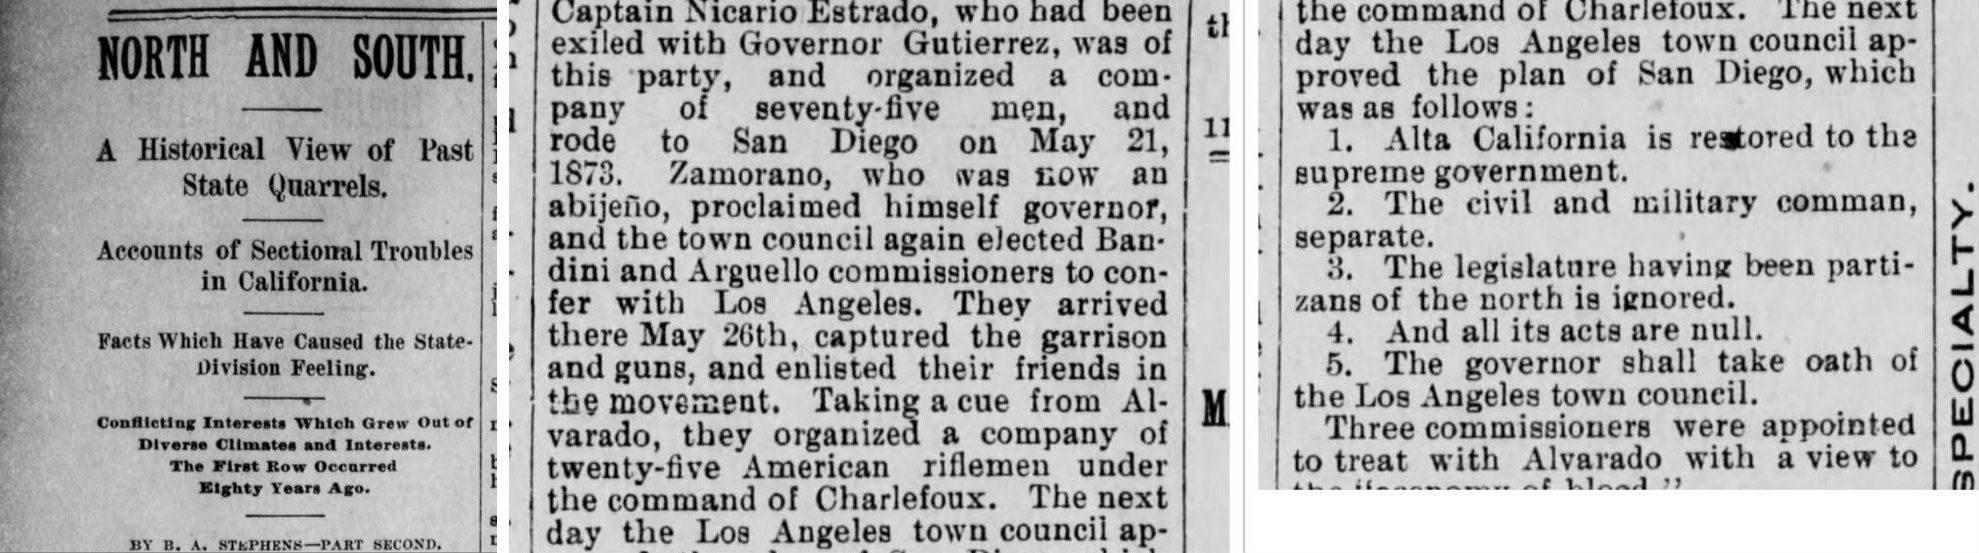 NORTH AND SOUTH.
A Historical View of Past
State Quarrels.
Accounts of Sectional Troubles
in California.
Facts Which Have Caused the State-
Division Feeling.
Conflicting Interests Which Grew Out of
Diverse Climates and Interests.
The First Row Occurred
Eighty Years Ago.
BY B. A. STEPHENS—PART SECOND.
Captain Nicario Estrado, who had been
exiled with Governor Gutierrez, was of
this party, and organized a com-
pany of seventy-five men, and
rode to San Diego on May 21,
1873. Zamorano, who was now an
abijeño, proclaimed himself governor,
and the town council again elected Ban-
dini and Arguello commissioners to con-
fer with Los Angeles. They arrived
there May 26th, captured the garrison
and guns, and enlisted their friends in
the movement. Taking a cue from Al-
varado, they organized a company of
twenty-five American riflemen under
the command of Charlefoux. The next
day the Los Angeles town council ap-
11
M
the command of Charlefoux. The next
day the Los Angeles town council ap-
proved the plan of San Diego, which
was as follows:
1. Alta California is restored to the
supreme government.
2. The civil and military comman,
separate.
3. The legislature having been parti-
zans of the north is ignored.
4. And all its acts are null.
5. The governor shall take oath of
the Los Angeles town council.
Three commissioners were appointed
to treat with Alvarado with a view to
of blood."
SPECIALTY.